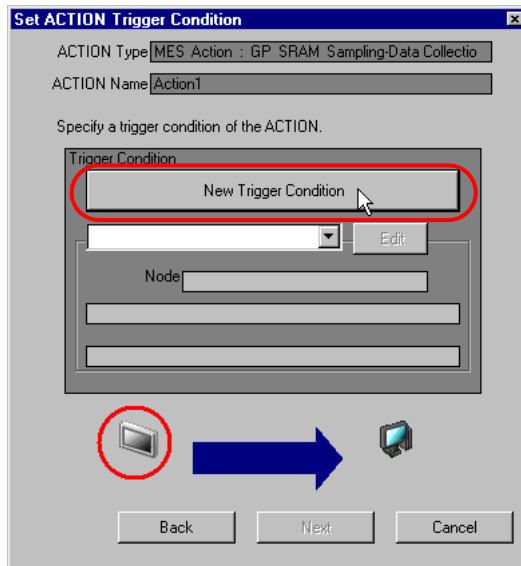 Set ACTION Trigger Condition
ACTION Type MES Action : GP SRAM Sampling-Data Collectio
ACTION Name Action1
Specify a trigger condition of the ACTION.
Trigger Condition
New Trigger Condition
Edit
Node
Back Next Cancel